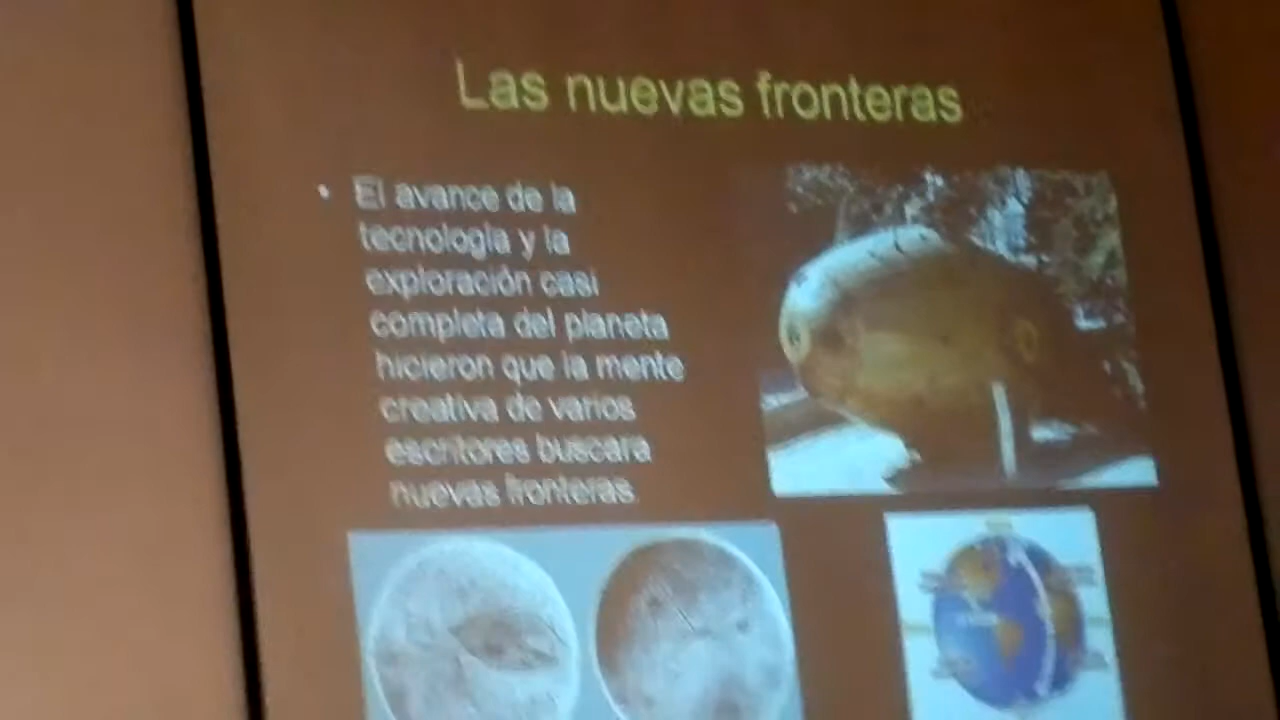 Las nuevas fronteras
• El avance de la
tecnología y la
exploración casi
completa del planeta
hicieron que la mente
creativa de varios
escritores buscara
nuevas fronteras.